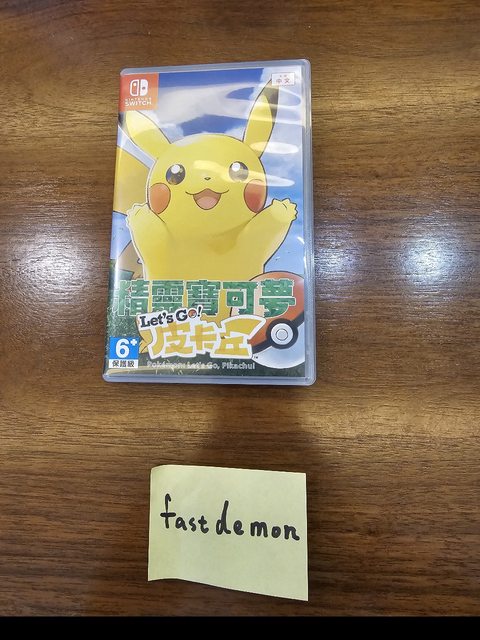 NINTENDO
SWITCH
中文
精靈寶可夢
Let's Go!
皮卡丘
TM
6+
保護級
Pokémon: Let's Go, Pikachu!
fastdemon